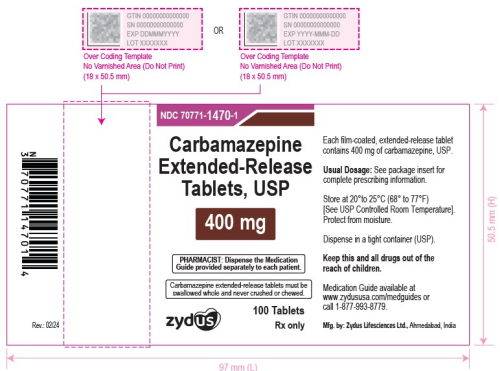 GTIN 00000000000000
SN 00000000000000
EXP DDMMMYYYY
LOT XXXXXXX
OR
GTIN 00000000000000
SN 00000000000000
EXP YYYY-MM-DD
LOT XXXXXXX
Over Coding Template
No Varnished Area (Do Not Print)
(18 x 50.5 mm)
Over Coding Template
No Varnished Area (Do Not Print)
(18 x 50.5 mm)
N
3 70771 14701 4
Rev.: 02/24
NDC 70771-1470-1
Carbamazepine
Extended-Release
Tablets, USP
400 mg
PHARMACIST: Dispense the Medication
Guide provided separately to each patient.
Carbamazepine extended-release tablets must be
swallowed whole and never crushed or chewed.
zydus
100 Tablets
Rx only
Each film-coated, extended-release tablet
contains 400 mg of carbamazepine, USP.
Usual Dosage: See package insert for
complete prescribing information.
Store at 20°to 25°C (68° to 77°F)
[See USP Controlled Room Temperature].
Protect from moisture.
Dispense in a tight container (USP).
Keep this and all drugs out of the
reach of children.
Medication Guide available at
www.zydususa.com/medguides or
call 1-877-993-8779.
Mfg. by: Zydus Lifesciences Ltd., Ahmedabad, India
50.5 mm (H)
97 mm (L)